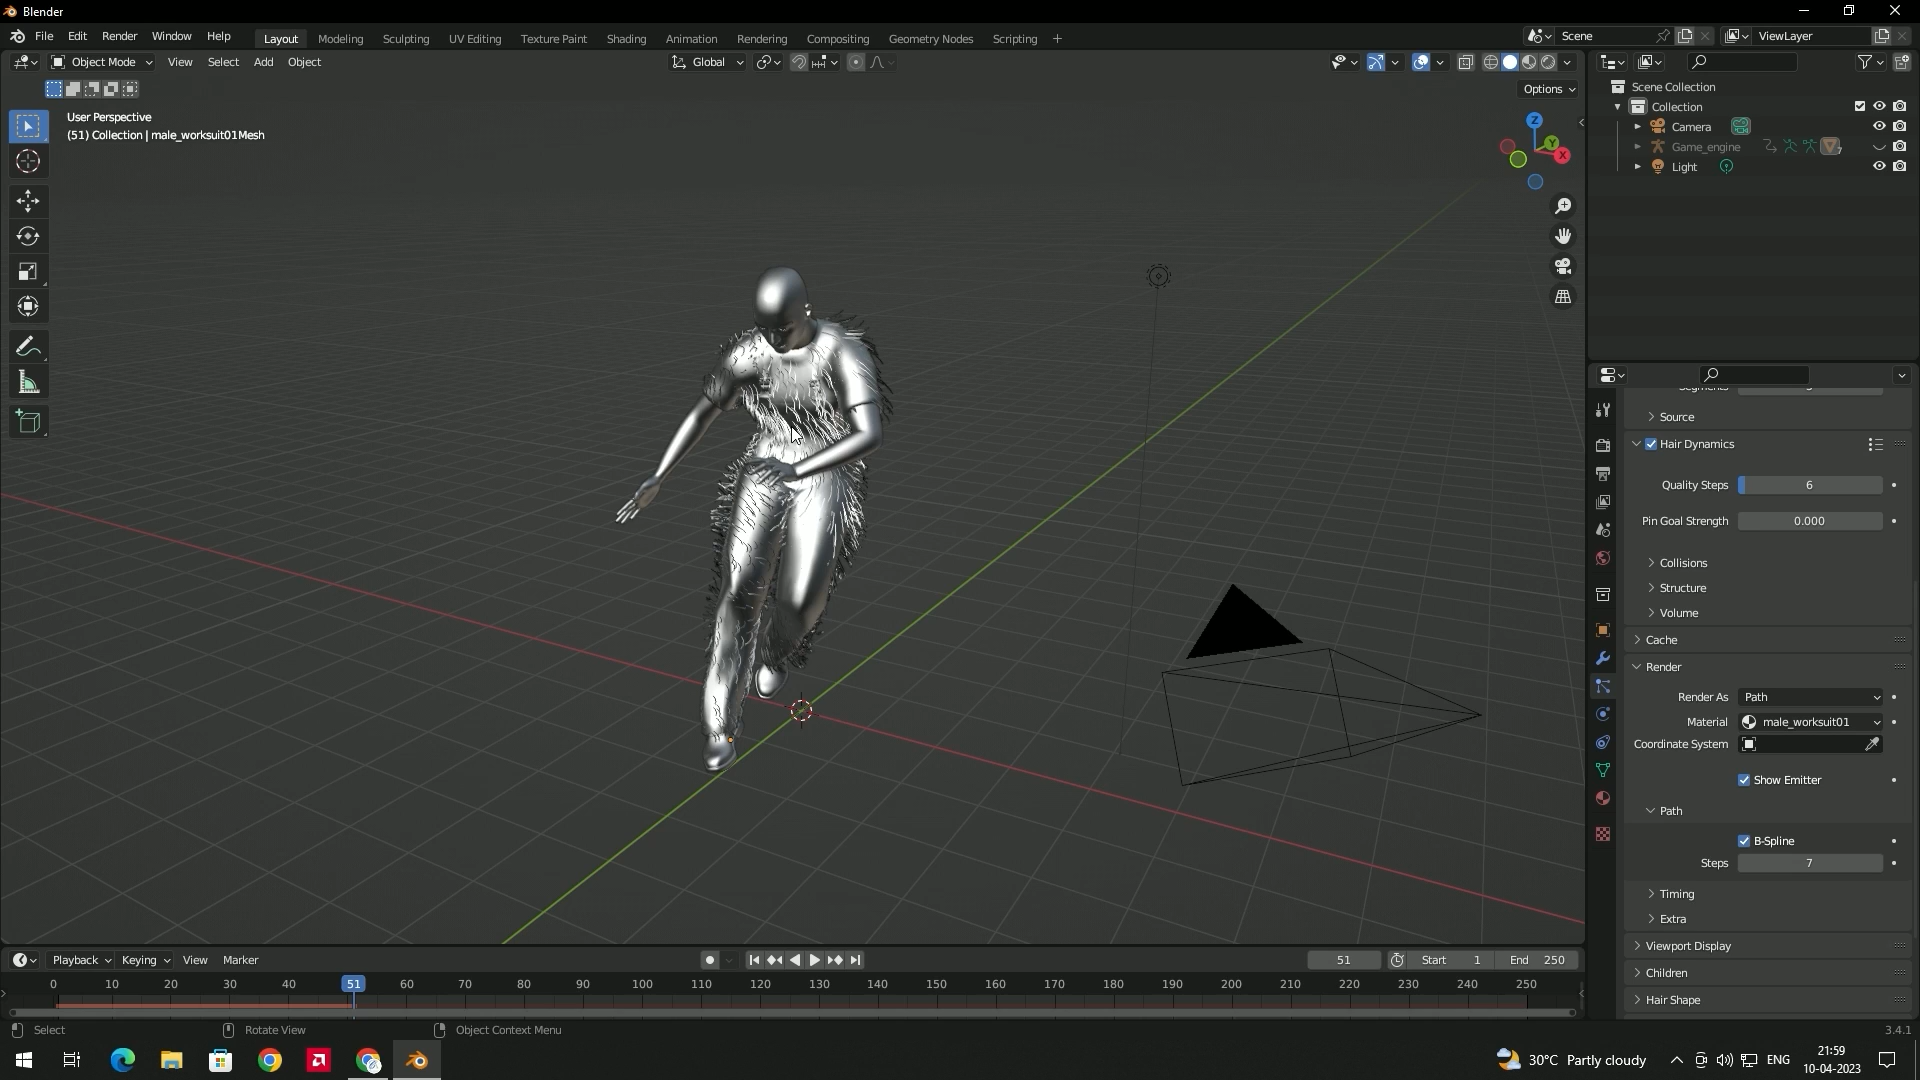 Blender
File Edit Render Window Help
Layout Modeling Sculpting UV Editing Texture Paint Shading Animation Rendering Compositing Geometry Nodes Scripting +
Scene
ViewLayer
Object Mode View Select Add Object
Global
Options
User Perspective
(51) Collection | male_worksuit01Mesh
Z
Y
X
Scene Collection
Collection
Camera
Game_engine
7
Light
Source
Hair Dynamics
Quality Steps 6
Pin Goal Strength 0.000
Collisions
Structure
Volume
Cache
Render
Render As Path
Material male_worksuit01
Coordinate System
Show Emitter
Path
B-Spline
Steps 7
Timing
Extra
Viewport Display
Children
Hair Shape
Playback Keying View Marker
51 Start 1 End 250
0 10 20 30 40 51 60 70 80 90 100 110 120 130 140 150 160 170 180 190 200 210 220 230 240 250
Select Rotate View Object Context Menu
3.4.1
30°C Partly cloudy
ENG
21:59
10-04-2023